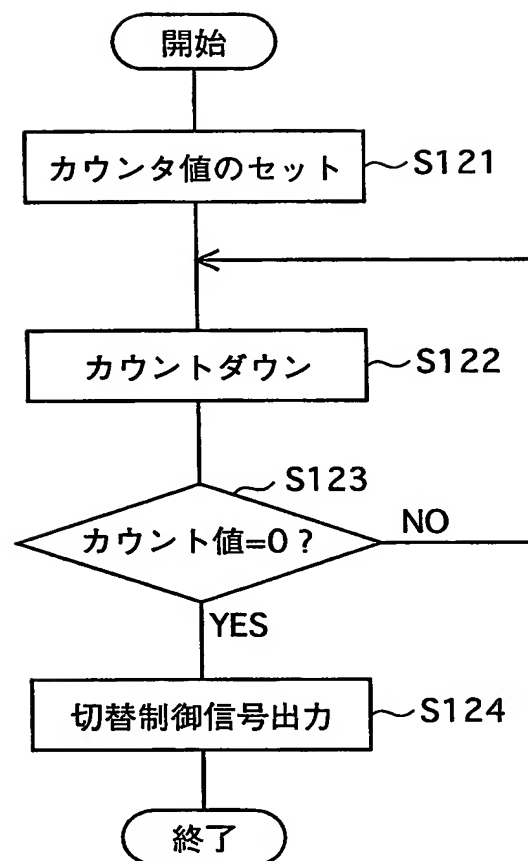 開始
カウンタ値のセット
S121
カウントダウン
S122
S123
カウント値=0?
NO
YES
切替制御信号出力
S124
終了